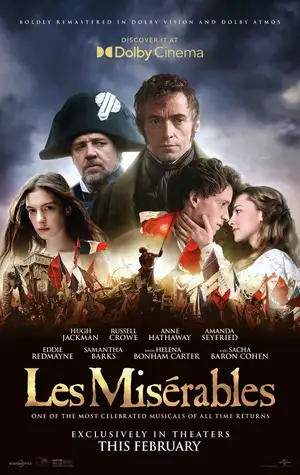 BOLDLY REMASTERED IN DOLBY VISION AND DOLBY ATMOS
DISCOVER IT AT
Dolby Cinema
HUGH JACKMAN
RUSSELL CROWE
ANNE HATHAWAY
AMANDA SEYFRIED
EDDIE REDMAYNE
SAMANTHA BARKS
WITH HELENA BONHAM CARTER
AND SACHA BARON COHEN
Les Misérables
ONE OF THE MOST CELEBRATED MUSICALS OF ALL TIME RETURNS
EXCLUSIVELY IN THEATERS
THIS FEBRUARY